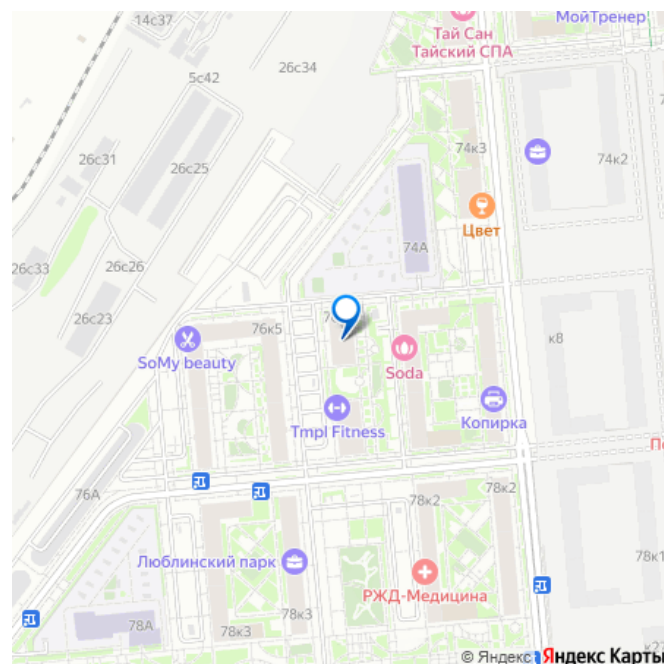 14с37
Тай Сан
Тайский СПА
МойТренер
26с34
5с42
26с31
26с25
74к3
74к2
Цвет
74А
26с33
26с26
26с23
76к5
SoMy beauty
Soda
к8
Tmpl Fitness
Копирка
76А
78к2
78к2
Люблинский парк
РЖД-Медицина
78к1
78А
78к3
78к3
к2
© Яндекс Яндекс Карты